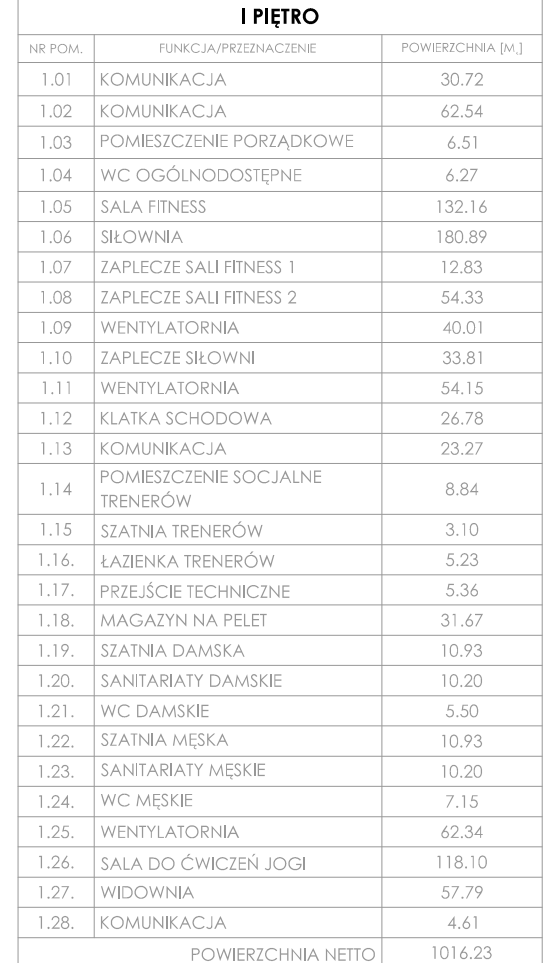 I PIĘTRO
NR POM. FUNKCJA/PRZEZNACZENIE POWIERZCHNIA [M²]
1.01 KOMUNIKACJA 30.72
1.02 KOMUNIKACJA 62.54
1.03 POMIESZCZENIE PORZĄDKOWE 6.51
1.04 WC OGÓLNODOSTĘPNE 6.27
1.05 SALA FITNESS 132.16
1.06 SIŁOWNIA 180.89
1.07 ZAPLECZE SALI FITNESS 1 12.83
1.08 ZAPLECZE SALI FITNESS 2 54.33
1.09 WENTYLATORNIA 40.01
1.10 ZAPLECZE SIŁOWNI 33.81
1.11 WENTYLATORNIA 54.15
1.12 KLATKA SCHODOWA 26.78
1.13 KOMUNIKACJA 23.27
1.14 POMIESZCZENIE SOCJALNE
TRENERÓW 8.84
1.15 SZATNIA TRENERÓW 3.10
1.16. ŁAZIENKA TRENERÓW 5.23
1.17. PRZEJŚCIE TECHNICZNE 5.36
1.18. MAGAZYN NA PELET 31.67
1.19. SZATNIA DAMSKA 10.93
1.20. SANITARIATY DAMSKIE 10.20
1.21. WC DAMSKIE 5.50
1.22. SZATNIA MĘSKA 10.93
1.23. SANITARIATY MĘSKIE 10.20
1.24. WC MĘSKIE 7.15
1.25. WENTYLATORNIA 62.34
1.26. SALA DO ĆWICZEŃ JOGI 118.10
1.27. WIDOWNIA 57.79
1.28. KOMUNIKACJA 4.61
POWIERZCHNIA NETTO 1016.23